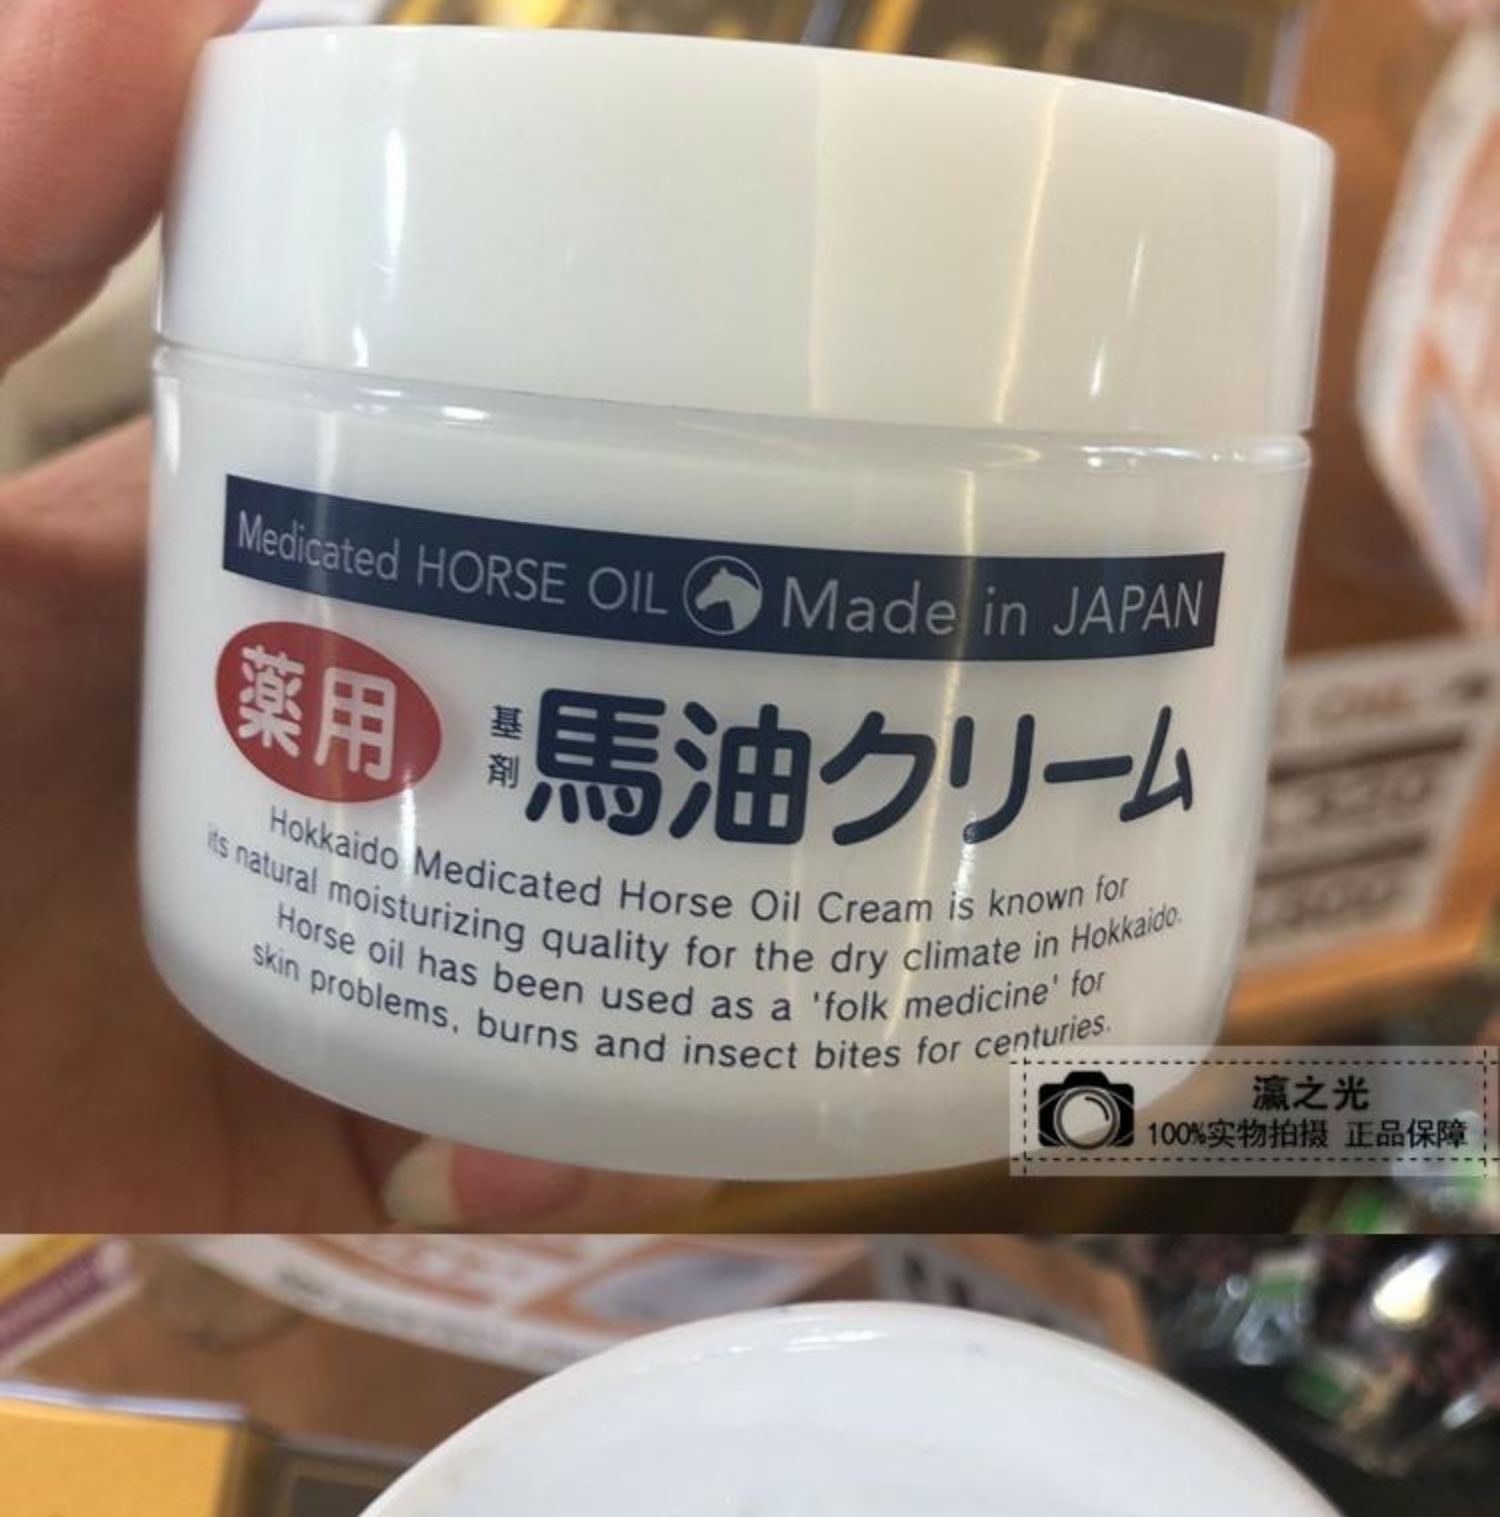 Medicated HORSE OIL Made in JAPAN
薬用
基剤
馬油クリーム
Hokkaido Medicated Horse Oil Cream is known for
its natural moisturizing quality for the dry climate in Hokkaido.
Horse oil has been used as a 'folk medicine' for
skin problems, burns and insect bites for centuries.
瀛之光
100%实物拍摄 正品保障